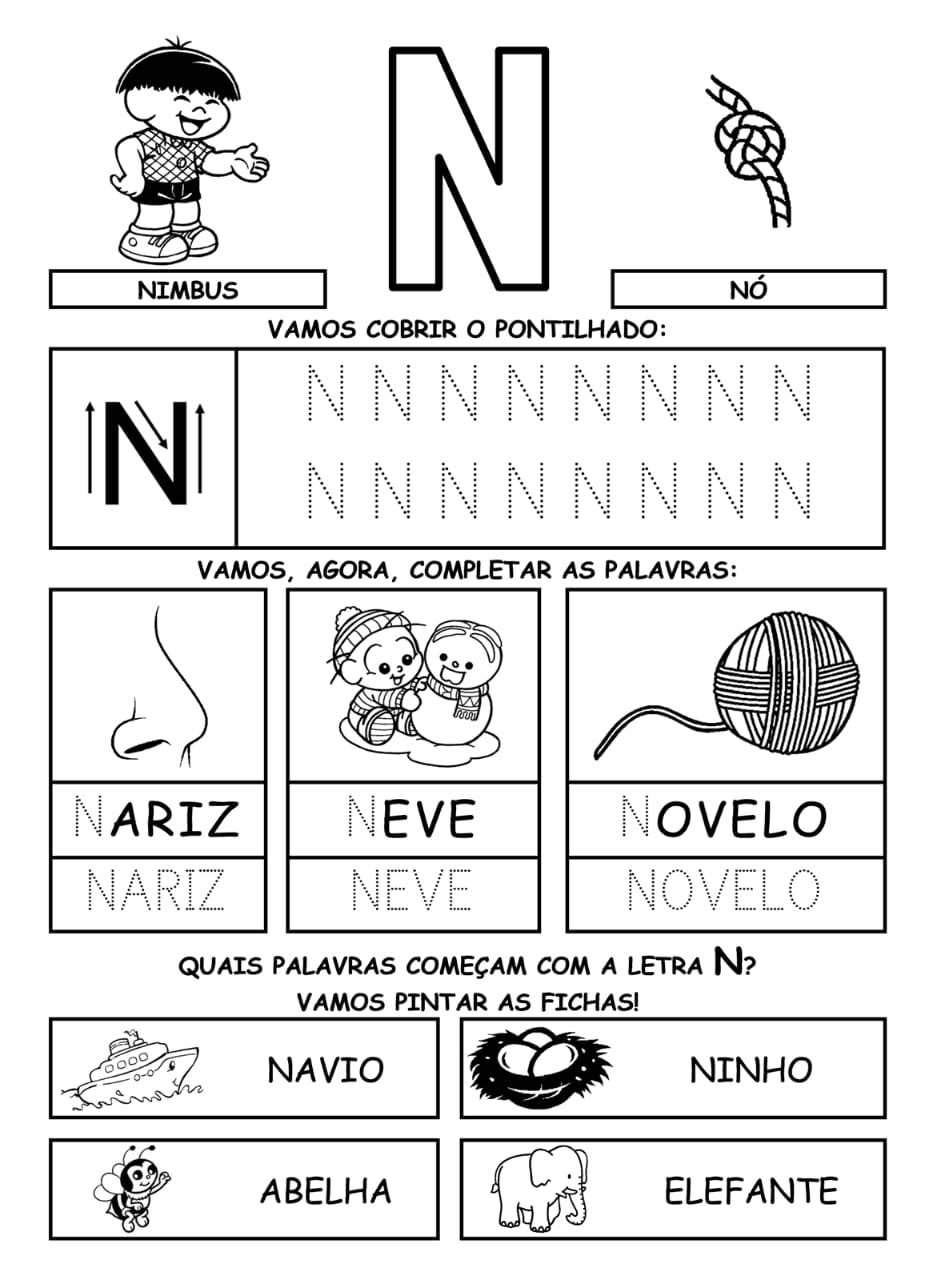 N
NIMBUS
NÓ
VAMOS COBRIR O PONTILHADO:
N
N N N N N N N N
N N N N N N N N
VAMOS, AGORA, COMPLETAR AS PALAVRAS:
NARIZ NEVE NOVELO
NARIZ NEVE NOVELO
QUAIS PALAVRAS COMEÇAM COM A LETRA N?
VAMOS PINTAR AS FICHAS!
NAVIO
NINHO
ABELHA
ELEFANTE